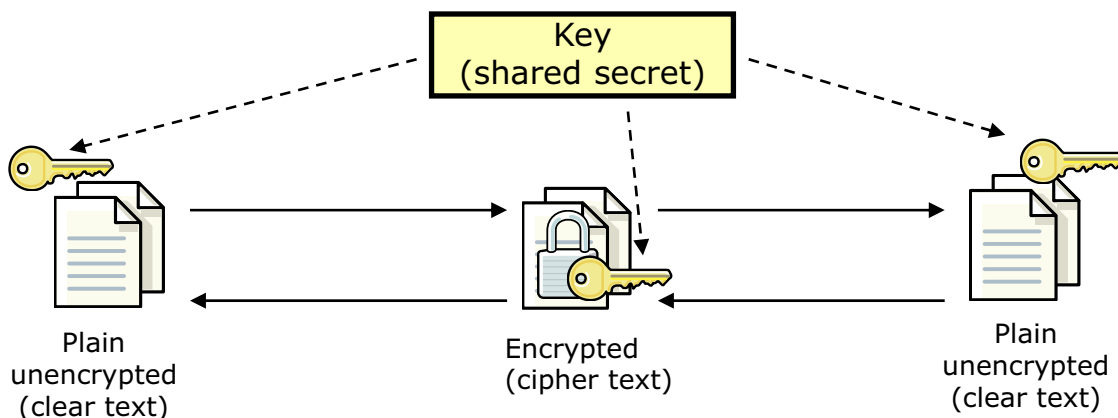 Key
(shared secret)
Plain
unencrypted
(clear text)
Encrypted
(cipher text)
Plain
unencrypted
(clear text)